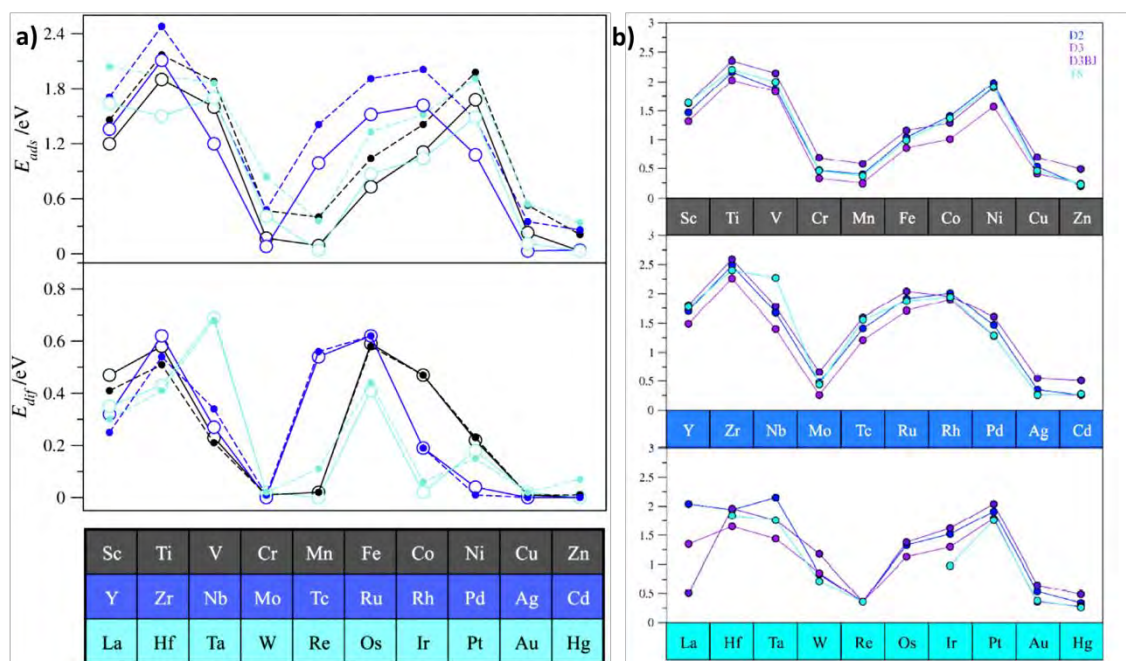 a)
E_ads /eV
2.4
1.8
1.2
0.6
0
E_dif /eV
0.8
0.6
0.4
0.2
0
Sc Ti V Cr Mn Fe Co Ni Cu Zn
Y Zr Nb Mo Tc Ru Rh Pd Ag Cd
La Hf Ta W Re Os Ir Pt Au Hg
b)
D2
D3
D3BJ
TS
3
2.5
2
1.5
1
0.5
0
Sc Ti V Cr Mn Fe Co Ni Cu Zn
3
2.5
2
1.5
1
0.5
0
Y Zr Nb Mo Tc Ru Rh Pd Ag Cd
3
2.5
2
1.5
1
0.5
0
La Hf Ta W Re Os Ir Pt Au Hg